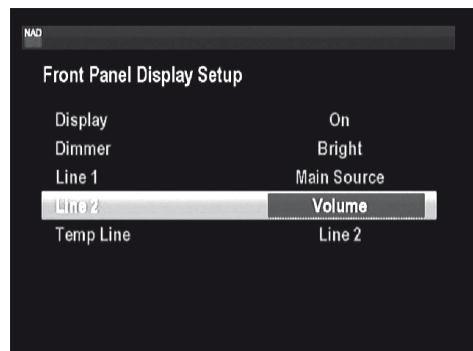 NAD
Front Panel Display Setup
Display On
Dimmer Bright
Line 1 Main Source
Line 2 Volume
Temp Line Line 2